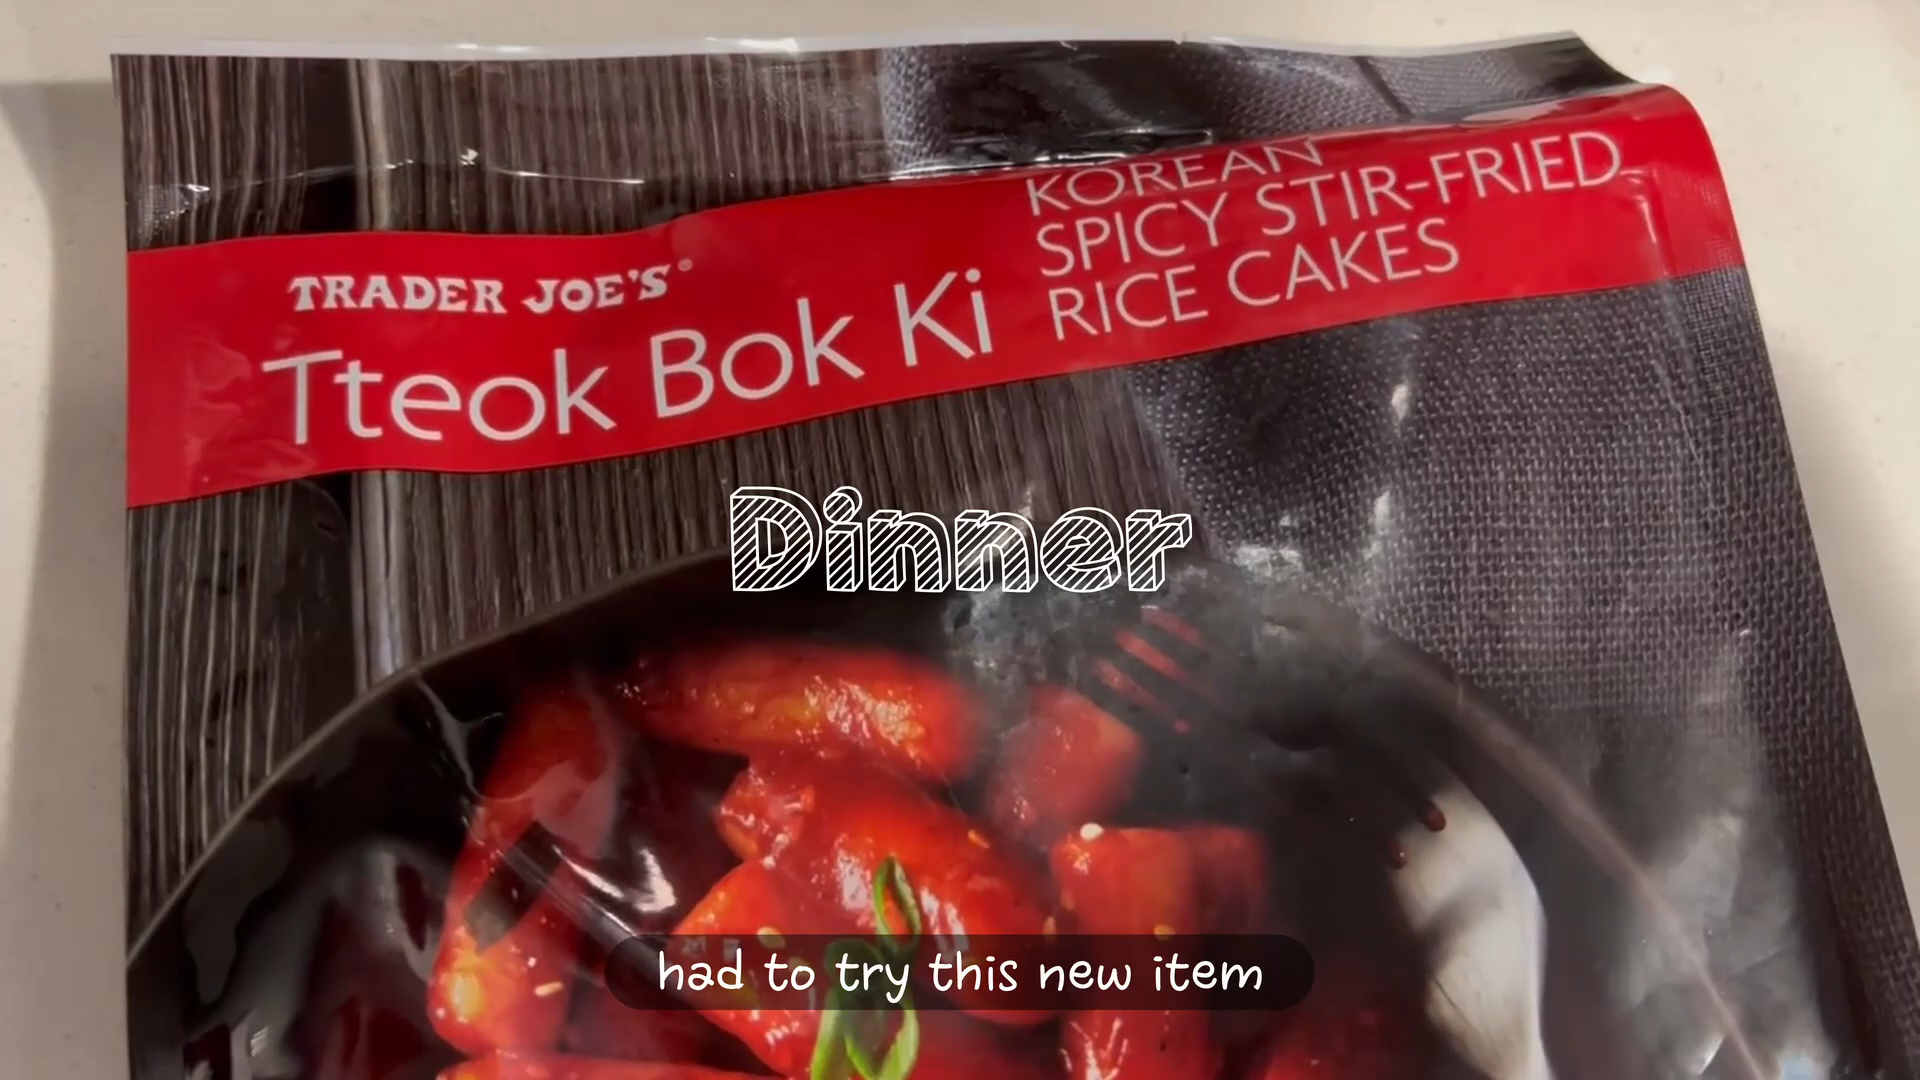 TRADER JOE'S®
Tteok Bok Ki
KOREAN
SPICY STIR-FRIED
RICE CAKES
Dinner
had to try this new item